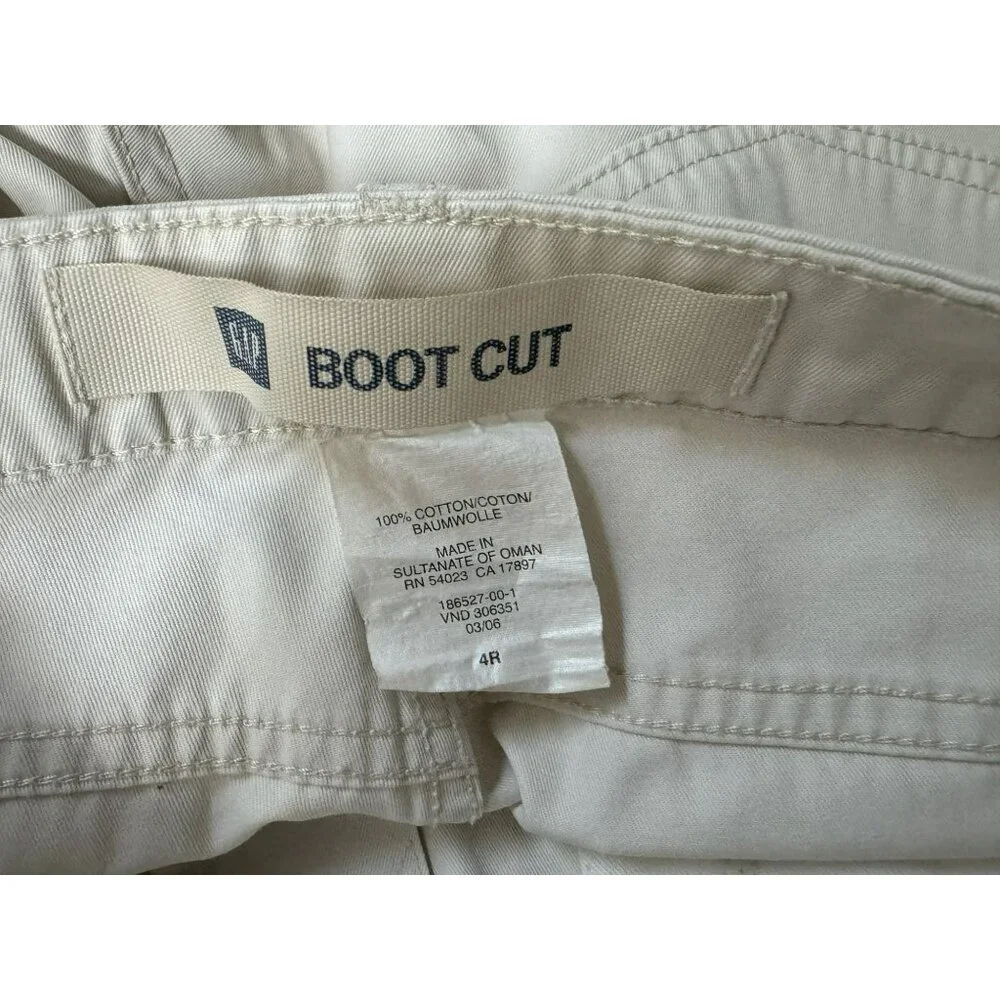 GAP
BOOT CUT
100% COTTON/COTON/
BAUMWOLLE
MADE IN
SULTANATE OF OMAN
RN 54023 CA 17897
186527-00-1
VND 306351
03/06
4R